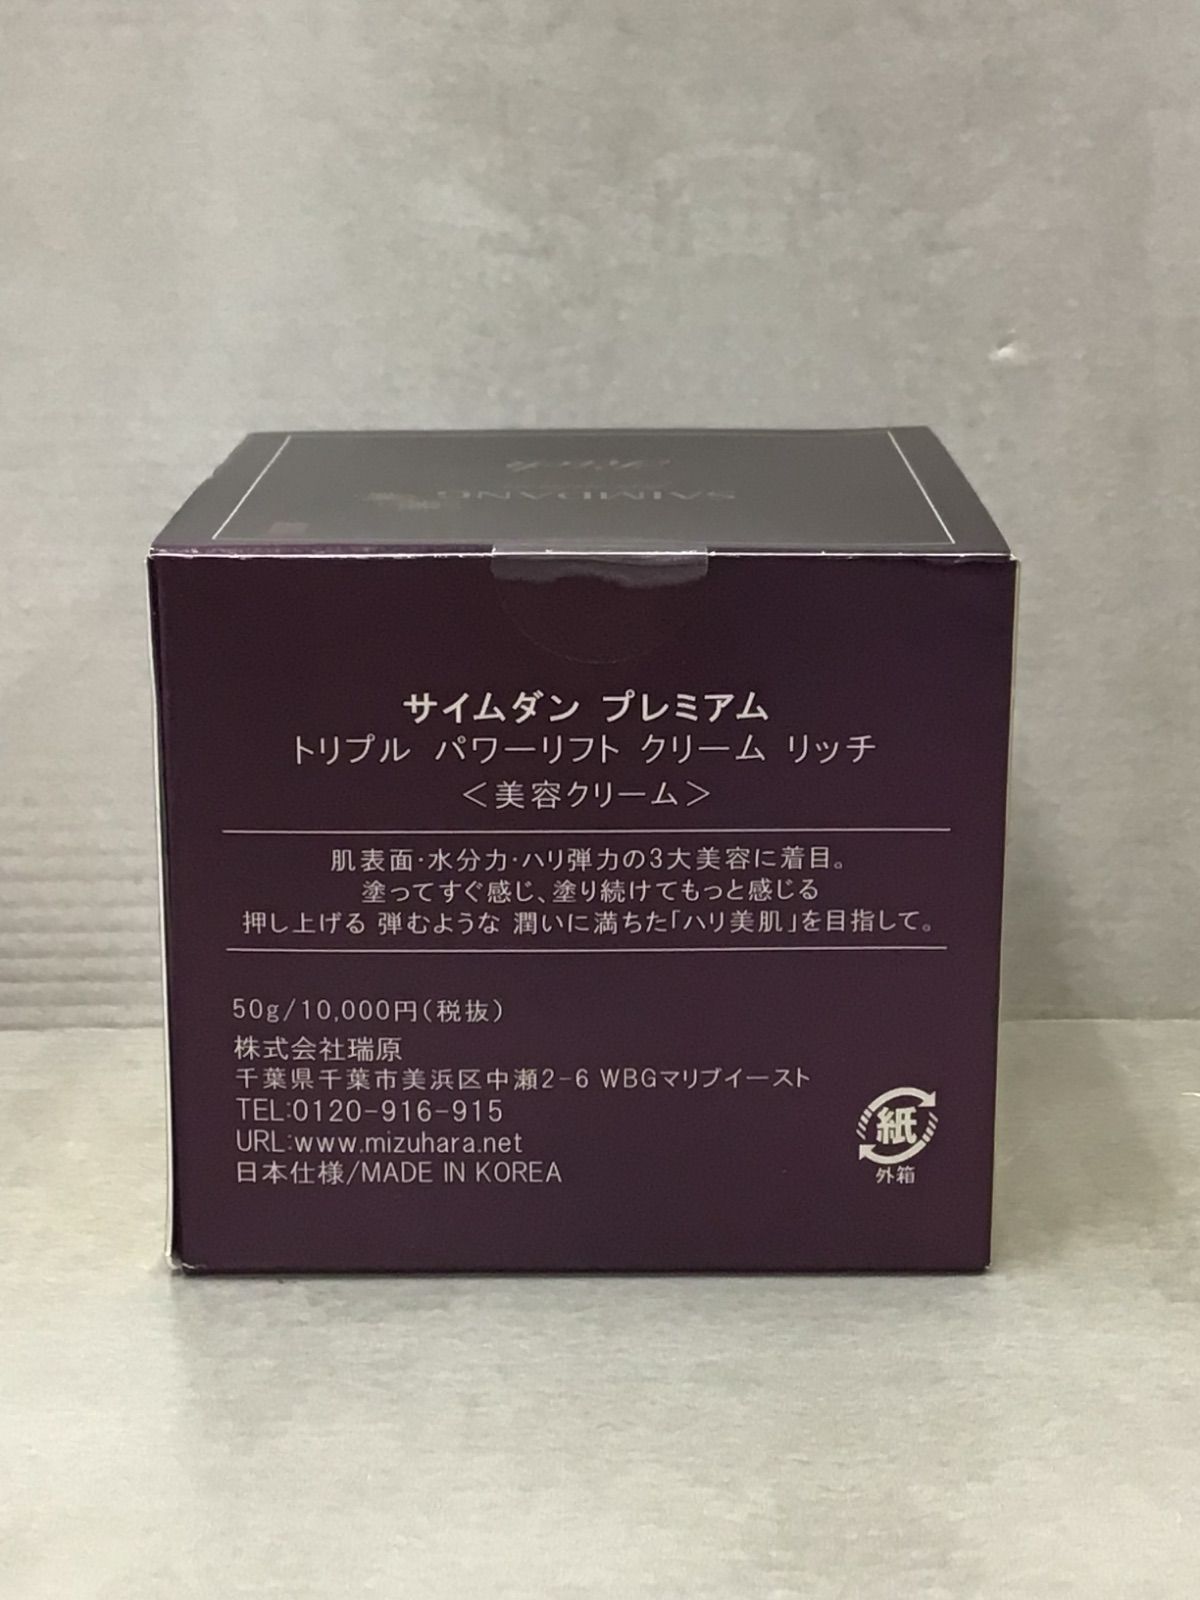 Rich
SAIMDANG
サイムダン プレミアム
トリプル パワーリフト クリーム リッチ
＜美容クリーム＞
肌表面・水分力・ハリ弾力の3大美容に着目。
塗ってすぐ感じ、塗り続けてもっと感じる
押し上げる 弾むような 潤いに満ちた「ハリ美肌」を目指して。
50g/10,000円(税抜)
株式会社瑞原
千葉県千葉市美浜区中瀬2-6 WBGマリブイースト
TEL:0120-916-915
URL:www.mizuhara.net
日本仕様/MADE IN KOREA
紙
外箱